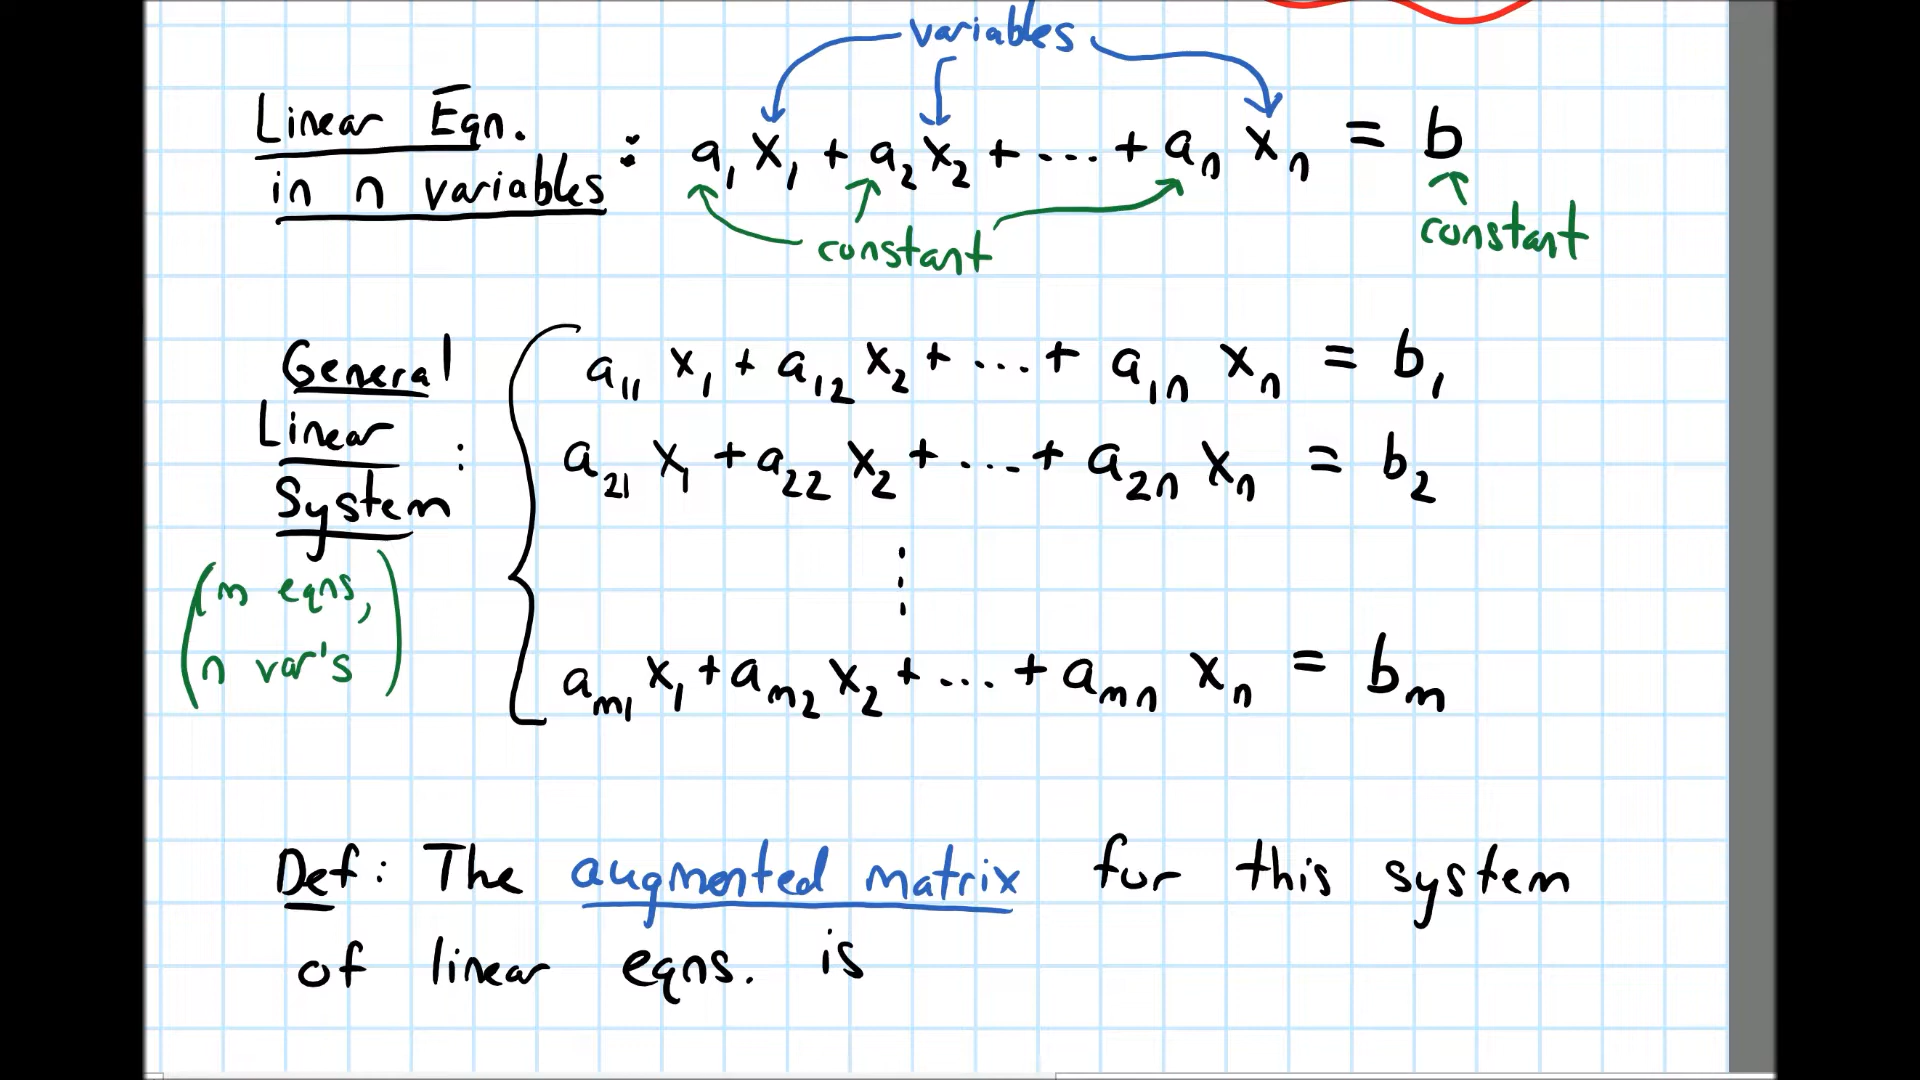 variables
Linear Eqn.
in n variables : a₁ x₁ + a₂ x₂ + ... + aₙ xₙ = b
constant
constant
General
Linear
System :
(m eqns,
n var's)
a₁₁ x₁ + a₁₂ x₂ + ... + a₁ₙ xₙ = b₁
a₂₁ x₁ + a₂₂ x₂ + ... + a₂ₙ xₙ = b₂
⋮
aₘ₁ x₁ + aₘ₂ x₂ + ... + aₘₙ xₙ = bₘ
Def: The augmented matrix for this system
of linear eqns. is